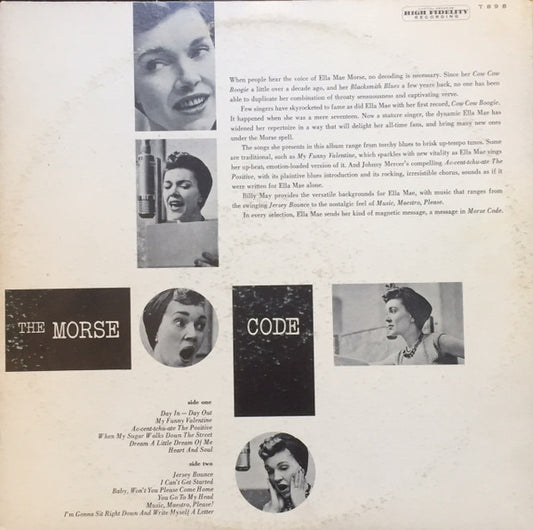 HIGH FIDELITY
RECORDING
T 898
When people hear the voice of Ella Mae Morse, no decoding is necessary. Since her Cow Cow
Boogie a little over a decade ago, and her Blacksmith Blues a few years back, no one has been
able to duplicate her combination of throaty sensuousness and captivating verve.
Few singers have skyrocketed to fame as did Ella Mae with her first record, Cow Cow Boogie.
It happened when she was a mere seventeen. Now a mature singer, the dynamic Ella Mae has
widened her repertoire in a way that will delight her all-time fans, and bring many new ones
under the Morse spell.
The songs she presents in this album range from torchy blues to brisk up-tempo tunes. Some
are traditional, such as My Funny Valentine, which sparkles with new vitality as Ella Mae sings
her up-beat, emotion-loaded version of it. And Johnny Mercer's compelling Ac-cent-tchu-ate The
Positive, with its plaintive blues introduction and its rocking, irresistible chorus, sounds as if it
were written for Ella Mae alone.
Billy May provides the versatile backgrounds for Ella Mae, with music that ranges from
the swinging Jersey Bounce to the nostalgic feel of Music, Maestro, Please.
In every selection, Ella Mae sends her kind of magnetic message, a message in Morse Code.
THE MORSE CODE
side one
Day In — Day Out
My Funny Valentine
Ac-cent-tchu-ate The Positive
When My Sugar Walks Down The Street
Dream A Little Dream Of Me
Heart And Soul
side two
Jersey Bounce
I Can't Get Started
Baby, Won't You Please Come Home
You Go To My Head
Music, Maestro, Please!
I'm Gonna Sit Right Down And Write Myself A Letter